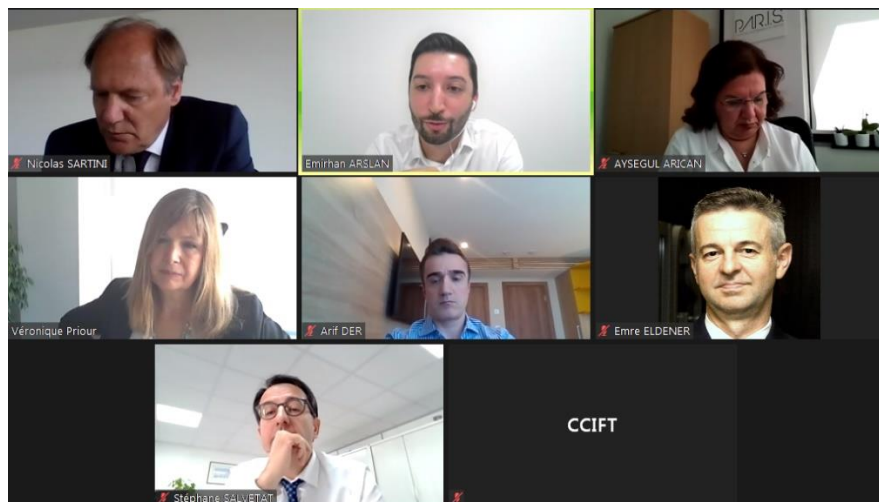 PARIS
Nicolas SARTINI
Emirhan ARSLAN
AYSEGUL ARICAN
Véronique Priour
Arif DER
Emre ELDENER
Stéphane SALVETAT
CCIFT